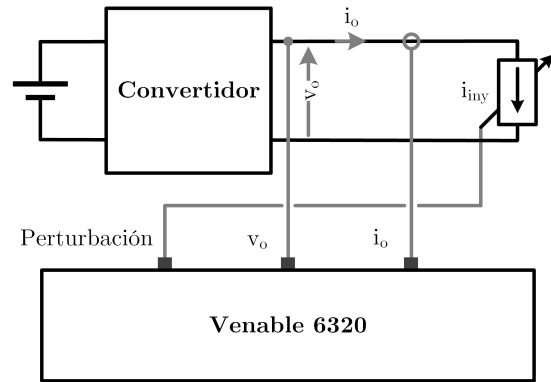 i_o
Convertidor
v_o
i_iny
Perturbación
v_o
i_o
Venable 6320